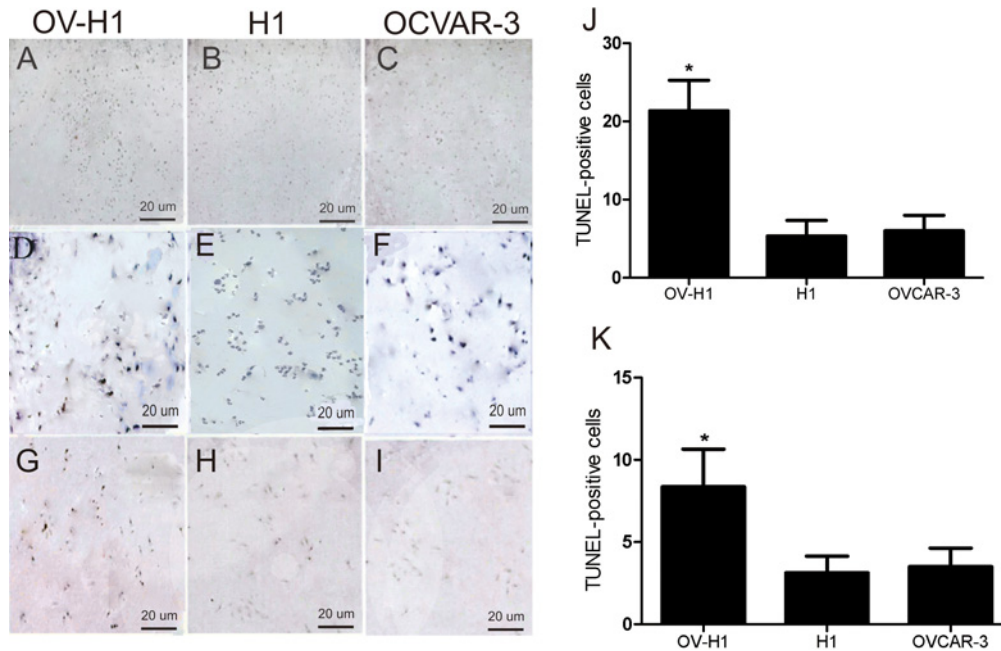 OV-H1 H1 OCVAR-3
A B C
20 um 20 um 20 um
D E F
20 um 20 um 20 um
G H I
20 um 20 um 20 um
J
TUNEL-positive cells
30
20
10
0
*
OV-H1 H1 OVCAR-3
K
TUNEL-positive cells
15
10
5
0
*
OV-H1 H1 OVCAR-3